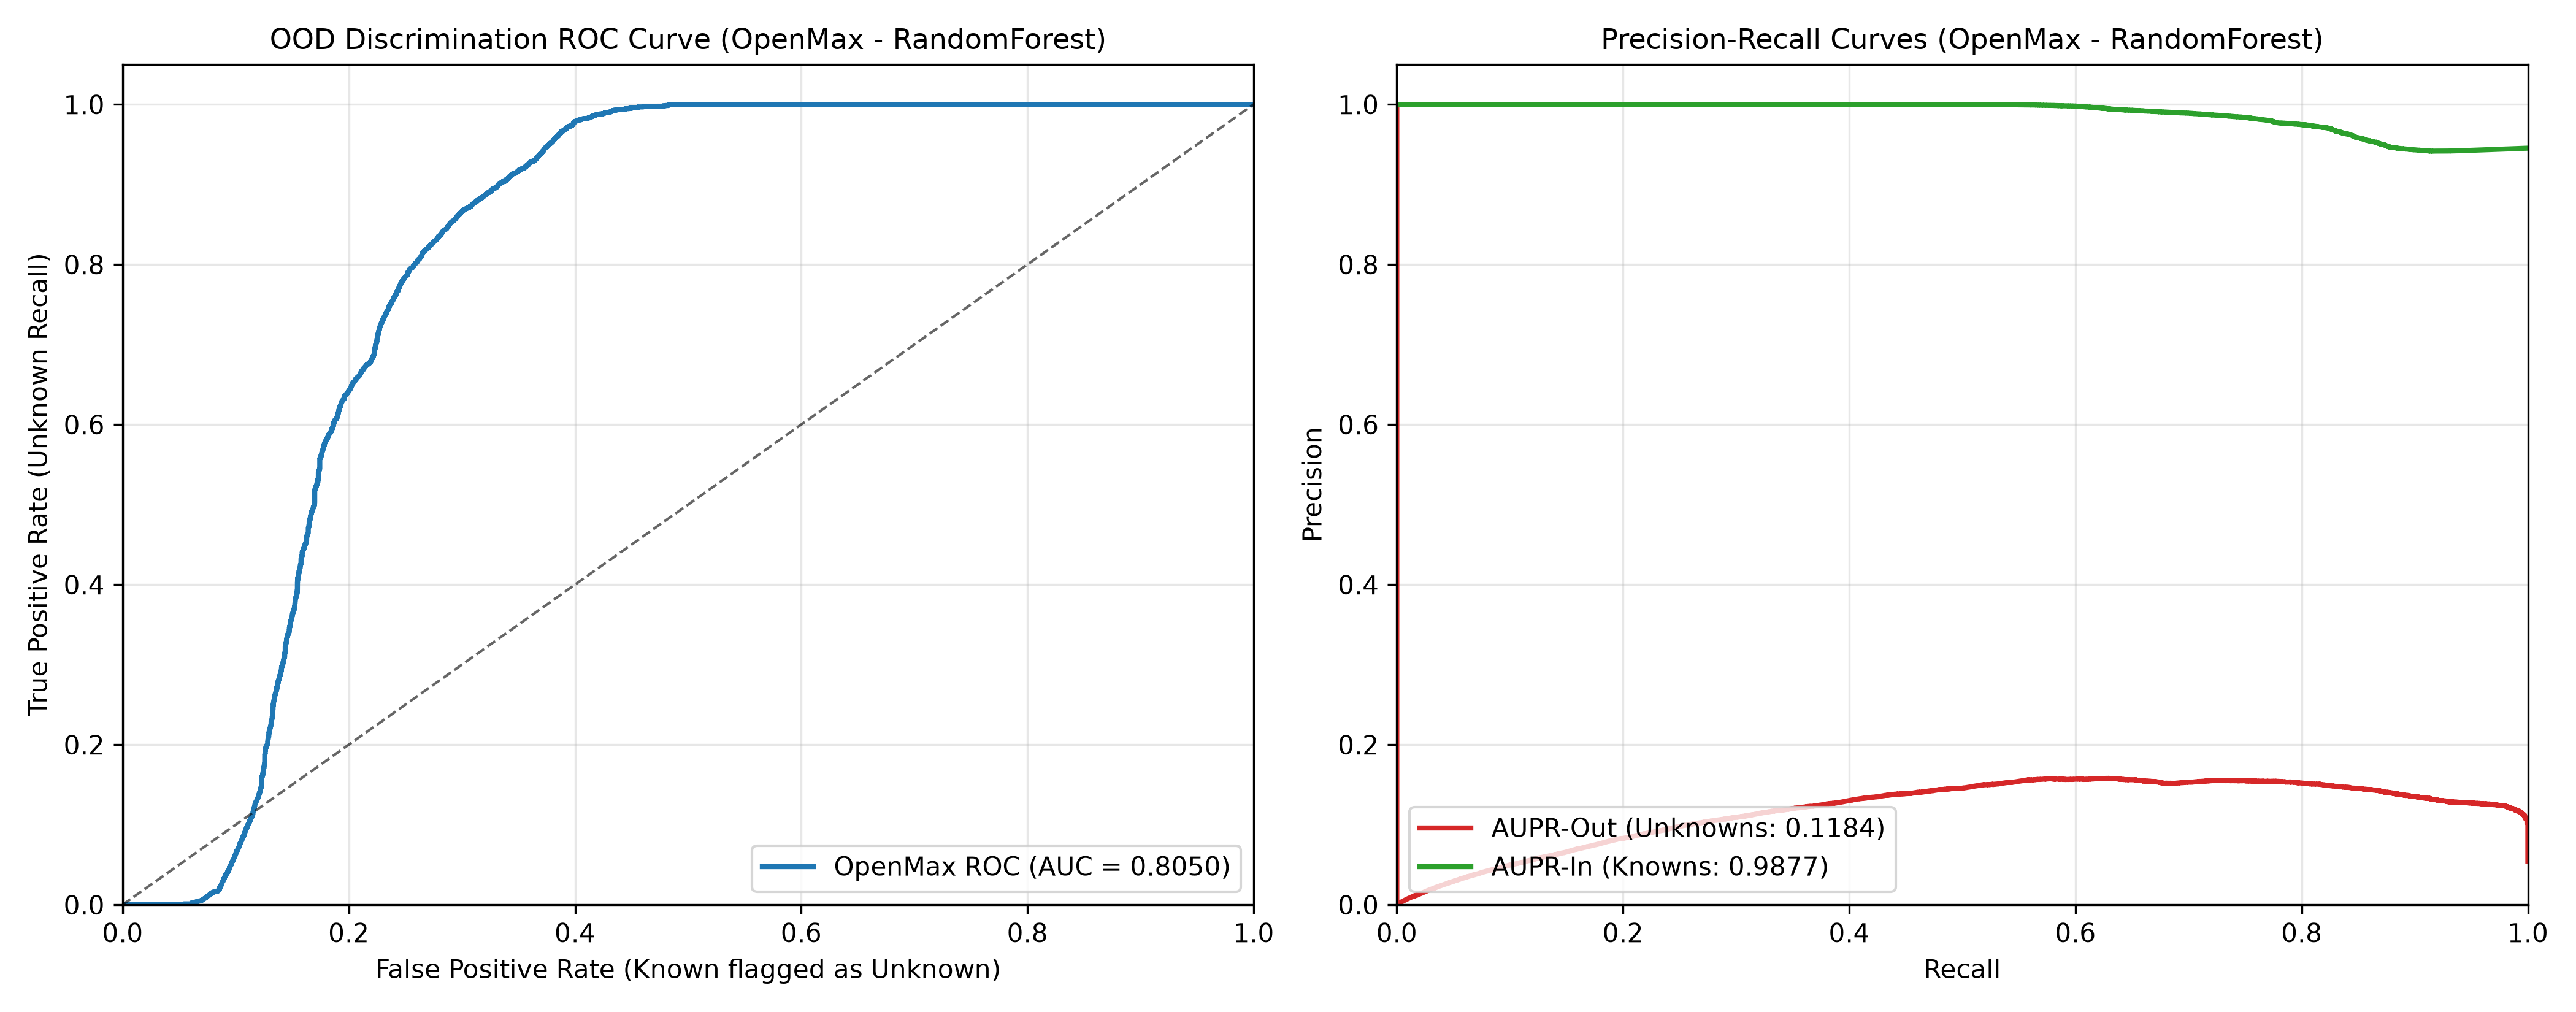 OOD Discrimination ROC Curve (OpenMax - RandomForest)
True Positive Rate (Unknown Recall)
1.0
0.8
0.6
0.4
0.2
0.0
0.0 0.2 0.4 0.6 0.8 1.0
False Positive Rate (Known flagged as Unknown)
OpenMax ROC (AUC = 0.8050)
Precision-Recall Curves (OpenMax - RandomForest)
Precision
1.0
0.8
0.6
0.4
0.2
0.0
0.0 0.2 0.4 0.6 0.8 1.0
Recall
AUPR-Out (Unknowns: 0.1184)
AUPR-In (Knowns: 0.9877)